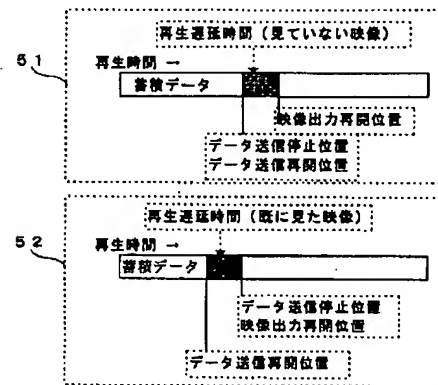 再生遅延時間(見ていない映像)
51
再生時間 →
蓄積データ
映像出力再開位置
データ送信停止位置
データ送信再開位置
再生遅延時間(既に見た映像)
52
再生時間 →
蓄積データ
データ送信停止位置
映像出力再開位置
データ送信再開位置